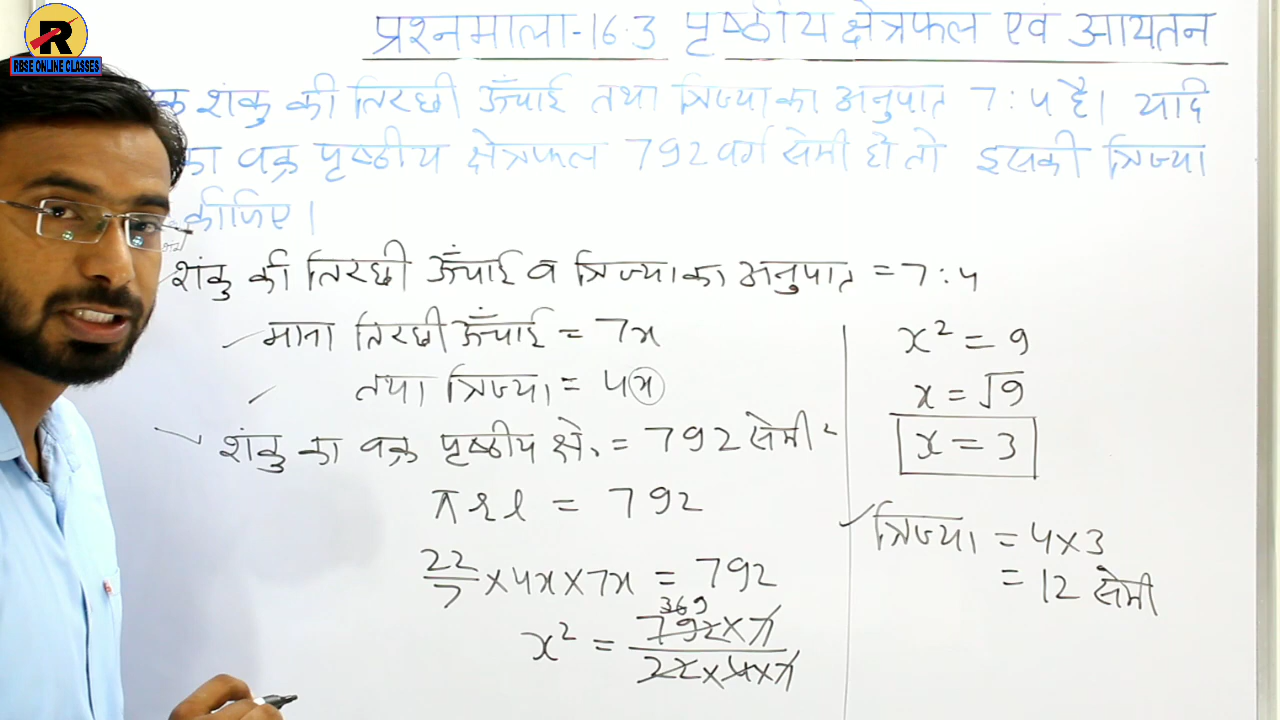 R
RBSE ONLINE CLASSES
प्रश्नमाला-16.3 पृष्ठीय क्षेत्रफल एवं आयतन
शंकु की तिरछी ऊँचाई तथा त्रिज्या का अनुपात 7:4 है। यदि
का वक्र पृष्ठीय क्षेत्रफल 792 वर्ग सेमी हो तो इसकी त्रिज्या
कीजिए।
शंकु की तिरछी ऊँचाई व त्रिज्या का अनुपात = 7:4
माना तिरछी ऊँचाई = 7x
तथा त्रिज्या = 4x
शंकु का वक्र पृष्ठीय क्षे. = 792 सेमी²
πrl = 792
22/7 × 4x × 7x = 792
36 9
x² = 792×7/22×4×7
x² = 9
x = √9
x = 3
त्रिज्या = 4×3
= 12 सेमी